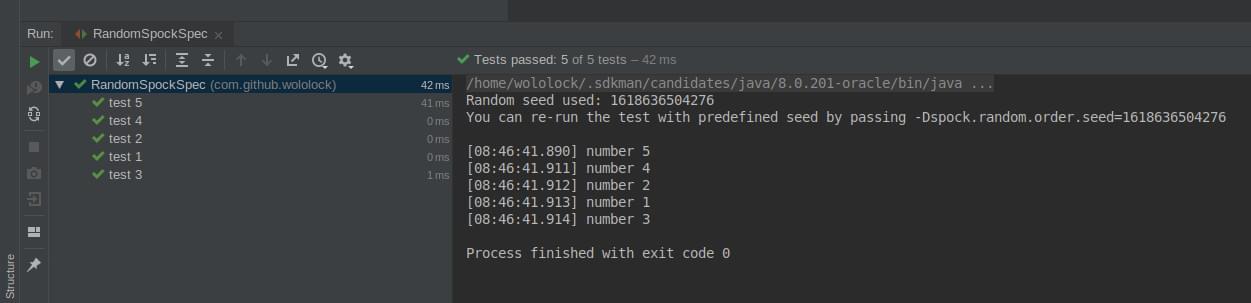 Run: RandomSpockSpec
Tests passed: 5 of 5 tests – 42 ms
RandomSpockSpec (com.github.wololock) 42 ms
test 5 41 ms
test 4 0 ms
test 2 0 ms
test 1 0 ms
test 3 1 ms
/home/wololock/.sdkman/candidates/java/8.0.201-oracle/bin/java ...
Random seed used: 1618636504276
You can re-run the test with predefined seed by passing -Dspock.random.order.seed=1618636504276
[08:46:41.890] number 5
[08:46:41.911] number 4
[08:46:41.912] number 2
[08:46:41.913] number 1
[08:46:41.914] number 3
Process finished with exit code 0
Structure